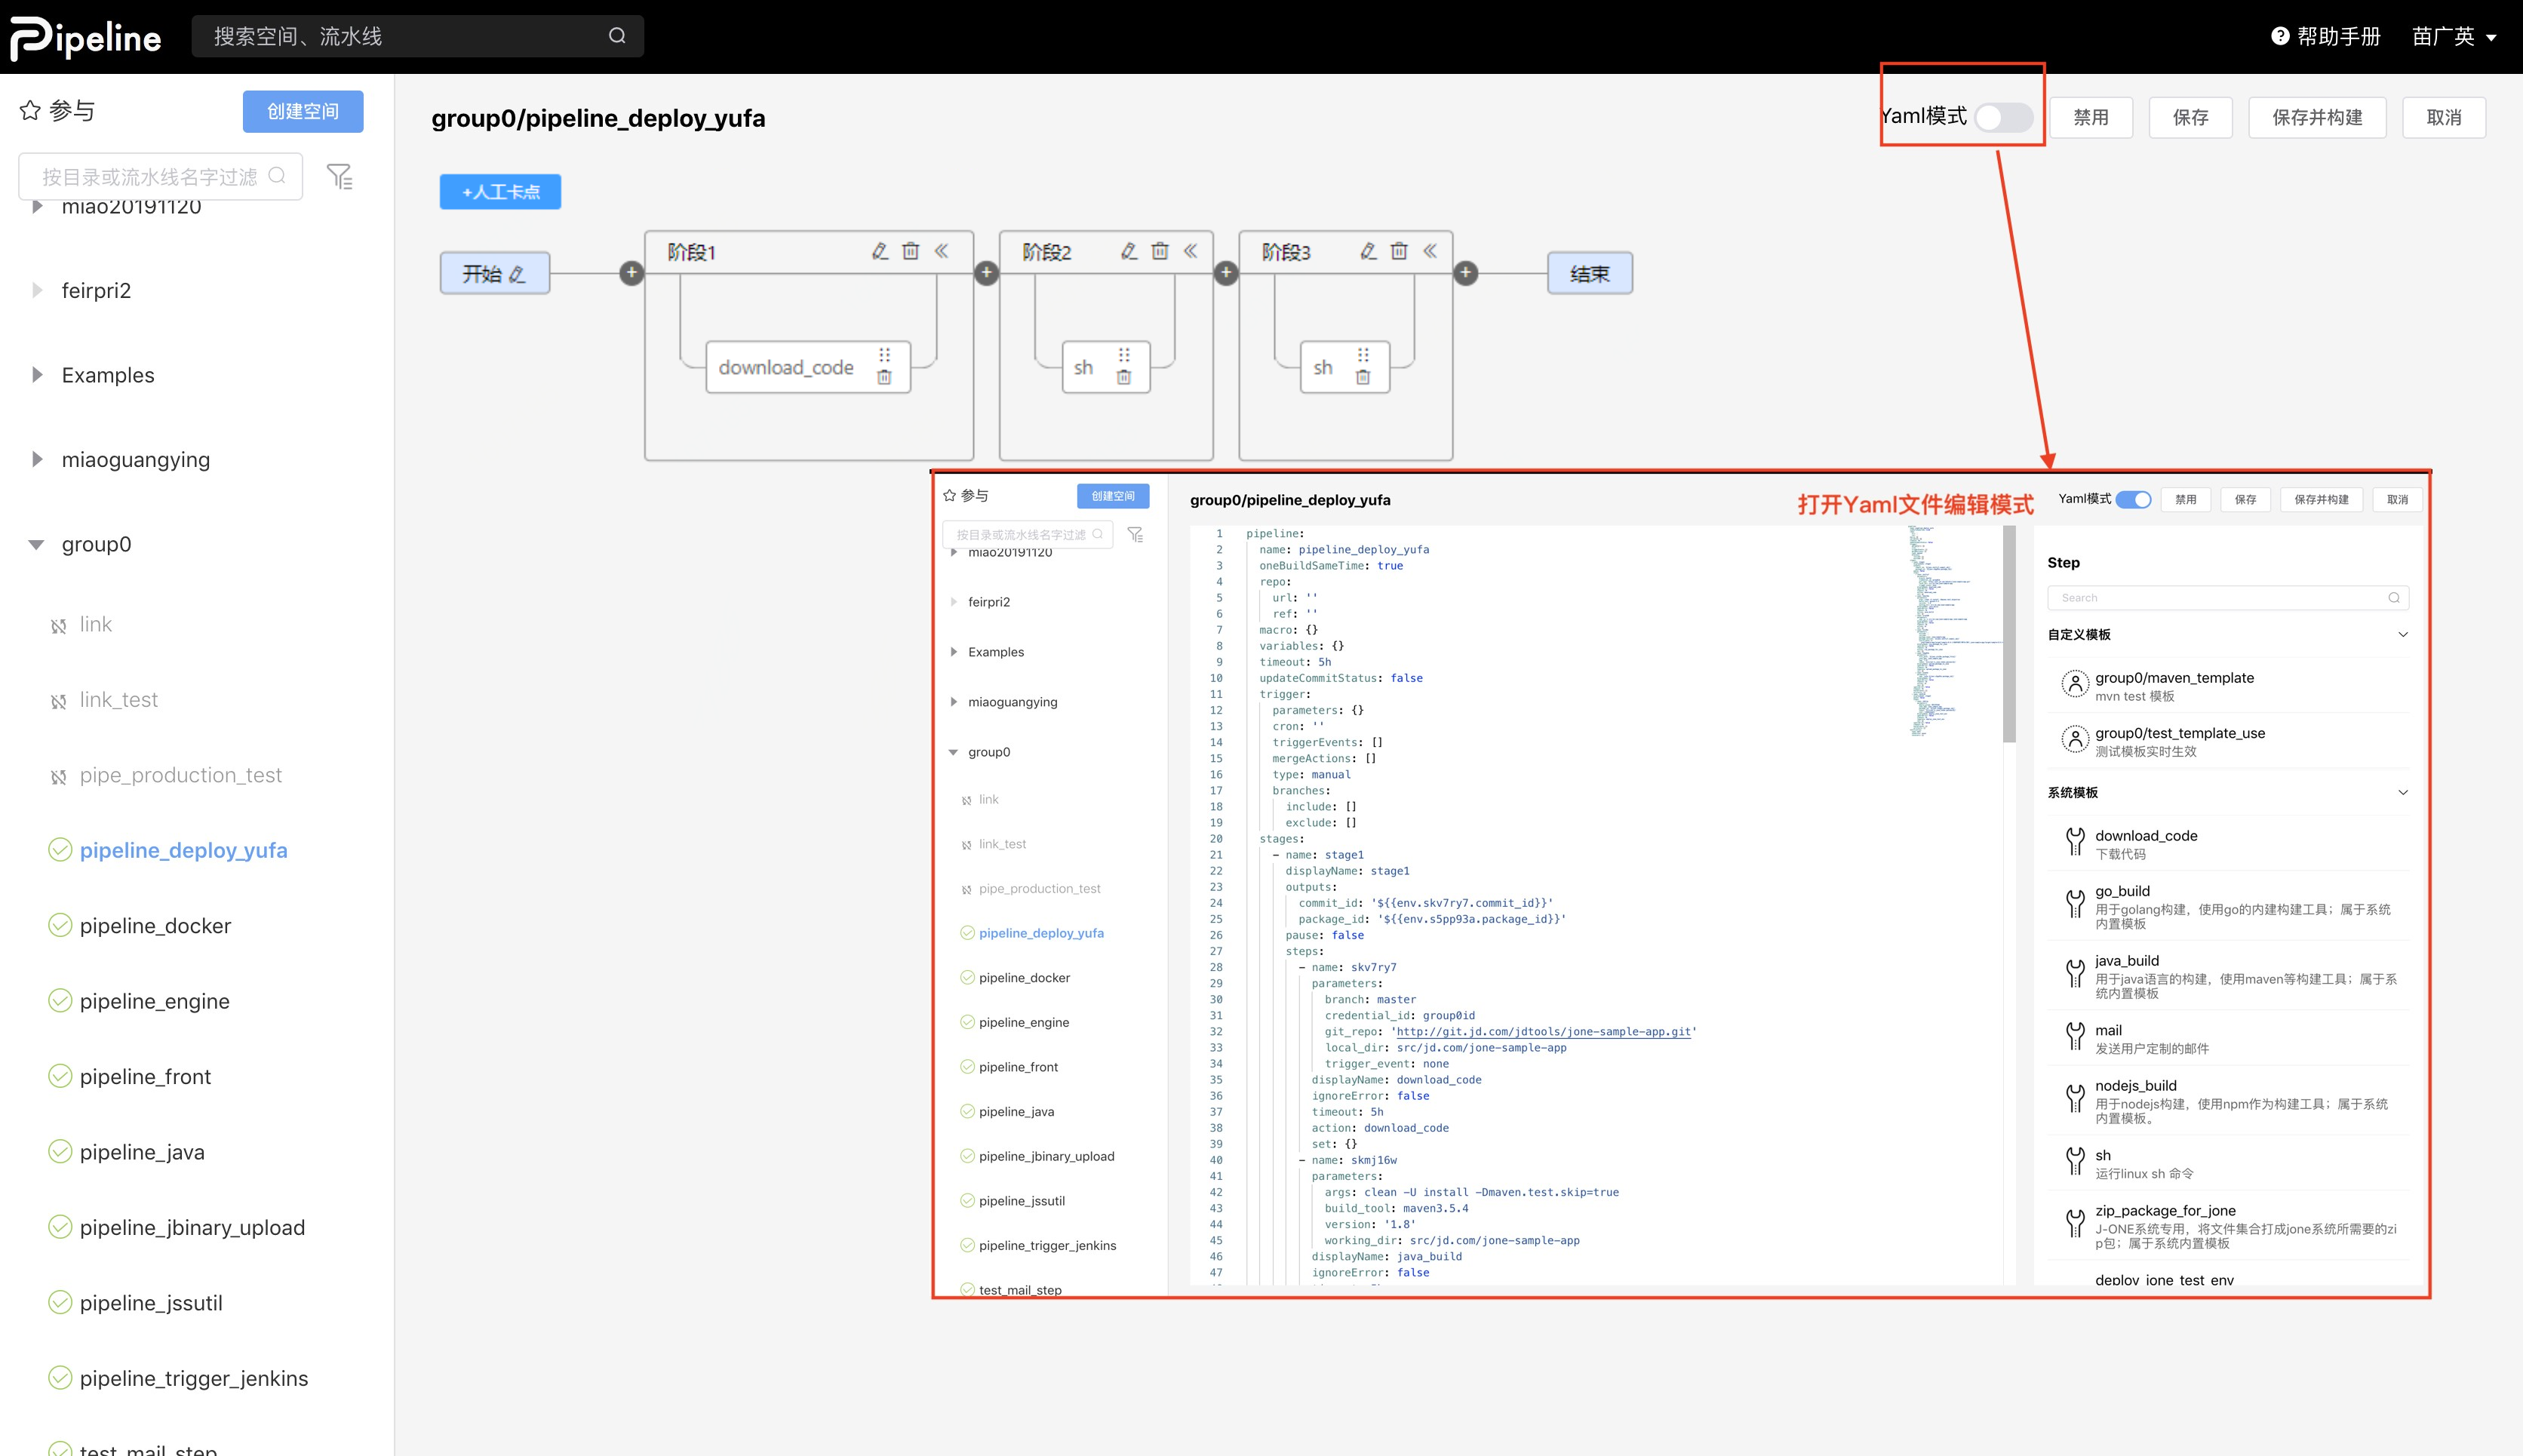 Pipeline
搜索空间、流水线
帮助手册
苗广英
参与
创建空间
按目录或流水线名字过滤
miao20191120
feirpri2
Examples
miaoguangying
group0
link
link_test
pipe_production_test
pipeline_deploy_yufa
pipeline_docker
pipeline_engine
pipeline_front
pipeline_java
pipeline_jbinary_upload
pipeline_jssutil
pipeline_trigger_jenkins
test_mail_step
group0/pipeline_deploy_yufa
Yaml模式
禁用
保存
保存并构建
取消
+人工卡点
开始
阶段1
download_code
阶段2
sh
阶段3
sh
结束
参与
创建空间
按目录或流水线名字过滤
miao20191120
feirpri2
Examples
miaoguangying
group0
link
link_test
pipe_production_test
pipeline_deploy_yufa
pipeline_docker
pipeline_engine
pipeline_front
pipeline_java
pipeline_jbinary_upload
pipeline_jssutil
pipeline_trigger_jenkins
test_mail_step
group0/pipeline_deploy_yufa
打开Yaml文件编辑模式
Yaml模式
禁用
保存
保存并构建
取消
1 pipeline:
2 name: pipeline_deploy_yufa
3 oneBuildSameTime: true
4 repo:
5 url: ''
6 ref: ''
7 macro: {}
8 variables: {}
9 timeout: 5h
10 updateCommitStatus: false
11 trigger:
12 parameters: {}
13 cron: ''
14 triggerEvents: []
15 mergeActions: []
16 type: manual
17 branches:
18 include: []
19 exclude: []
20 stages:
21 - name: stage1
22 displayName: stage1
23 outputs:
24 commit_id: '${{env.skv7ry7.commit_id}}'
25 package_id: '${{env.s5pp93a.package_id}}'
26 pause: false
27 steps:
28 - name: skv7ry7
29 parameters:
30 branch: master
31 credential_id: group0id
32 git_repo: 'http://git.jd.com/jdtools/jone-sample-app.git'
33 local_dir: src/jd.com/jone-sample-app
34 trigger_event: none
35 displayName: download_code
36 ignoreError: false
37 timeout: 5h
38 action: download_code
39 set: {}
40 - name: skmj16w
41 parameters:
42 args: clean -U install -Dmaven.test.skip=true
43 build_tool: maven3.5.4
44 version: '1.8'
45 working_dir: src/jd.com/jone-sample-app
46 displayName: java_build
47 ignoreError: false
Step
Search
自定义模板
group0/maven_template
mvn test 模板
group0/test_template_use
测试模板实时生效
系统模板
download_code
下载代码
go_build
用于golang构建，使用go的内建构建工具；属于系统
内置模板
java_build
用于java语言的构建，使用maven等构建工具；属于系
统内置模板
mail
发送用户定制的邮件
nodejs_build
用于nodejs构建，使用npm作为构建工具；属于系统
内置模板。
sh
运行linux sh 命令
zip_package_for_jone
J-ONE系统专用，将文件集合打成jone系统所需要的zi
p包；属于系统内置模板
deploy_jone_test_env